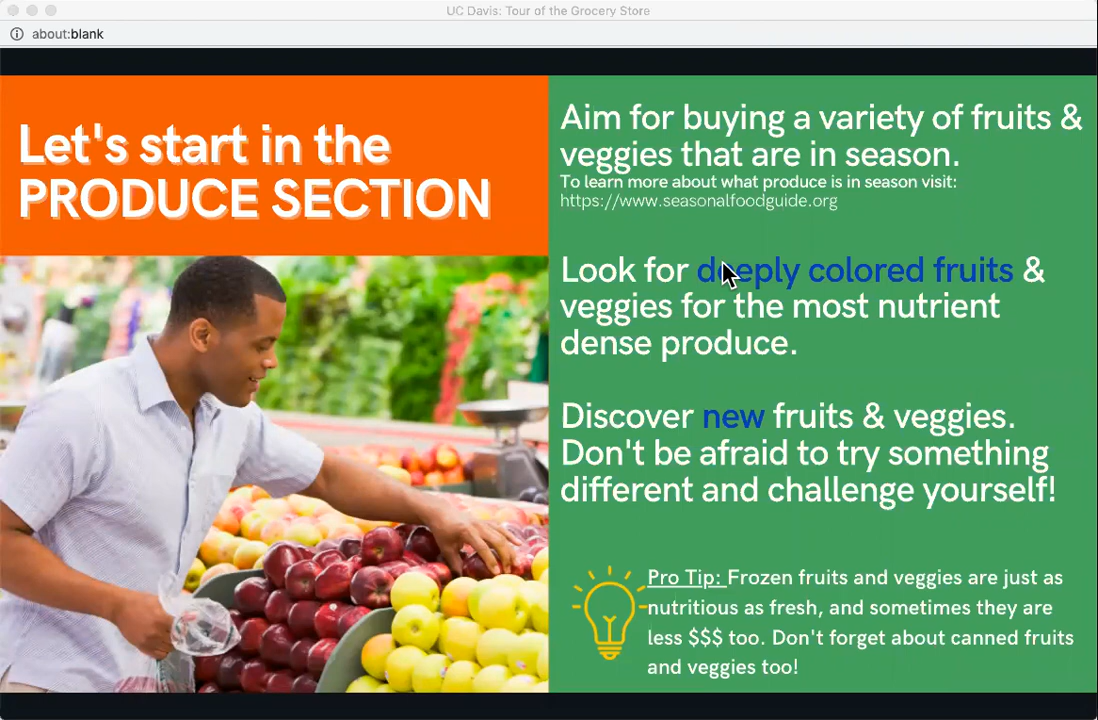 UC Davis: Tour of the Grocery Store
about:blank
Let's start in the
PRODUCE SECTION
Aim for buying a variety of fruits &
veggies that are in season.
To learn more about what produce is in season visit:
https://www.seasonalfoodguide.org
Look for deeply colored fruits &
veggies for the most nutrient
dense produce.
Discover new fruits & veggies.
Don't be afraid to try something
different and challenge yourself!
Pro Tip: Frozen fruits and veggies are just as
nutritious as fresh, and sometimes they are
less $$$ too. Don't forget about canned fruits
and veggies too!